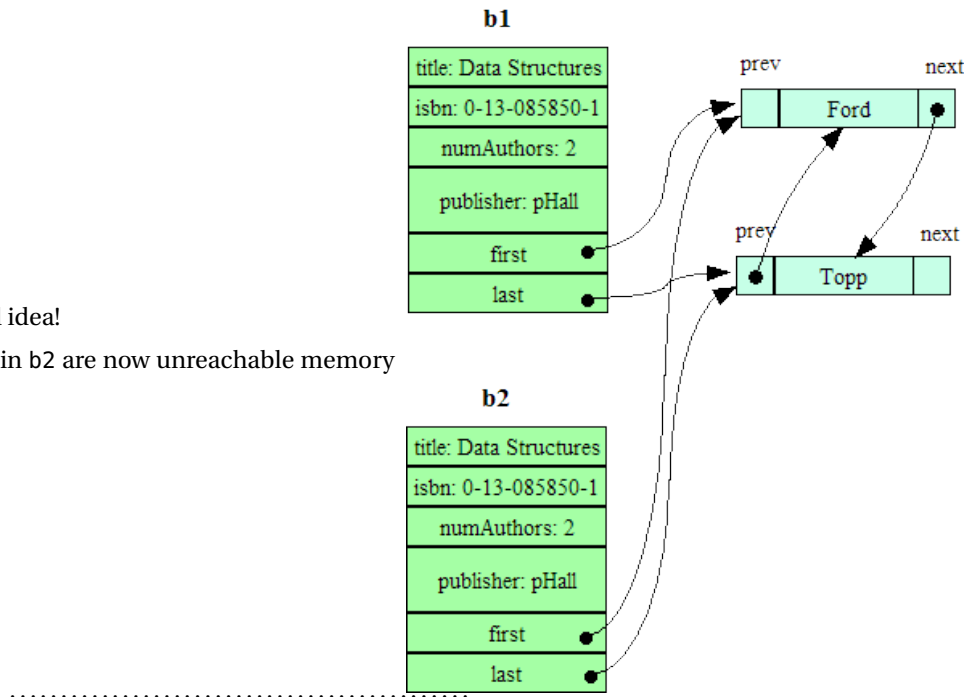 b1
title: Data Structures
isbn: 0-13-085850-1
numAuthors: 2
publisher: pHall
first
last
prev
next
Ford
prev
next
Topp
idea!
in b2 are now unreachable memory
b2
title: Data Structures
isbn: 0-13-085850-1
numAuthors: 2
publisher: pHall
first
last